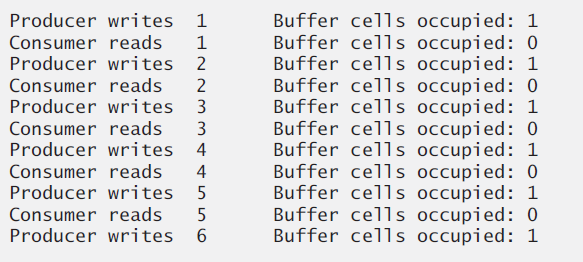 Producer writes  1      Buffer cells occupied: 1
Consumer reads   1      Buffer cells occupied: 0
Producer writes  2      Buffer cells occupied: 1
Consumer reads   2      Buffer cells occupied: 0
Producer writes  3      Buffer cells occupied: 1
Consumer reads   3      Buffer cells occupied: 0
Producer writes  4      Buffer cells occupied: 1
Consumer reads   4      Buffer cells occupied: 0
Producer writes  5      Buffer cells occupied: 1
Consumer reads   5      Buffer cells occupied: 0
Producer writes  6      Buffer cells occupied: 1